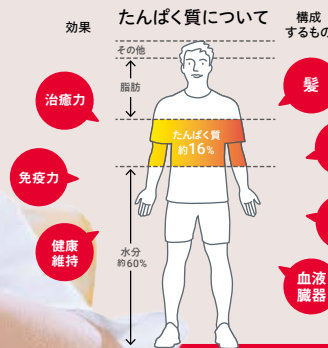 たんぱく質について
効果
構成
するもの
その他
脂肪
治癒力
髪
たんぱく質
約16%
免疫力
健康
維持
水分
約60%
血液
臓器